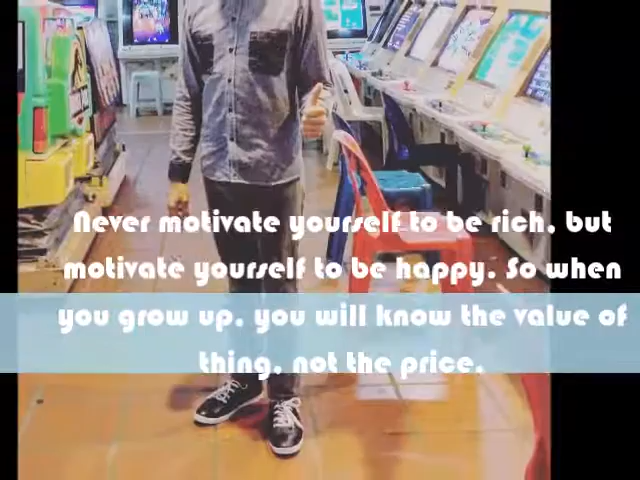 Never motivate yourself to be rich, but
motivate yourself to be happy. So when
you grow up, you will know the value of
thing, not the price.